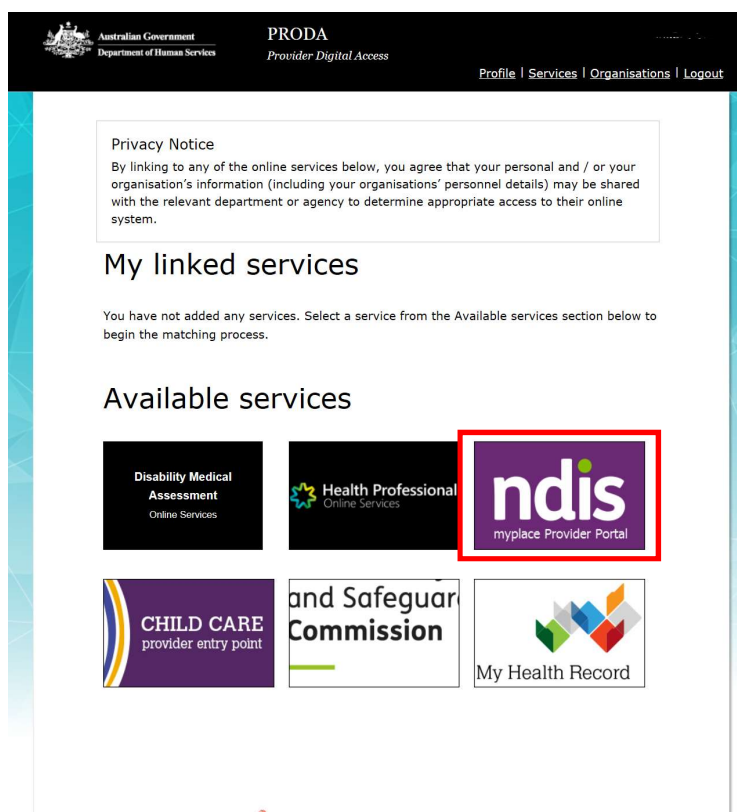 Australian Government
Department of Human Services
PRODA
Provider Digital Access
Profile | Services | Organisations | Logout
Privacy Notice
By linking to any of the online services below, you agree that your personal and / or your
organisation's information (including your organisations' personnel details) may be shared
with the relevant department or agency to determine appropriate access to their online
system.
My linked services
You have not added any services. Select a service from the Available services section below to
begin the matching process.
Available services
Disability Medical
Assessment
Online Services
Health Professional
Online Services
ndis
myplace Provider Portal
CHILD CARE
provider entry point
and Safeguar
Commission
My Health Record